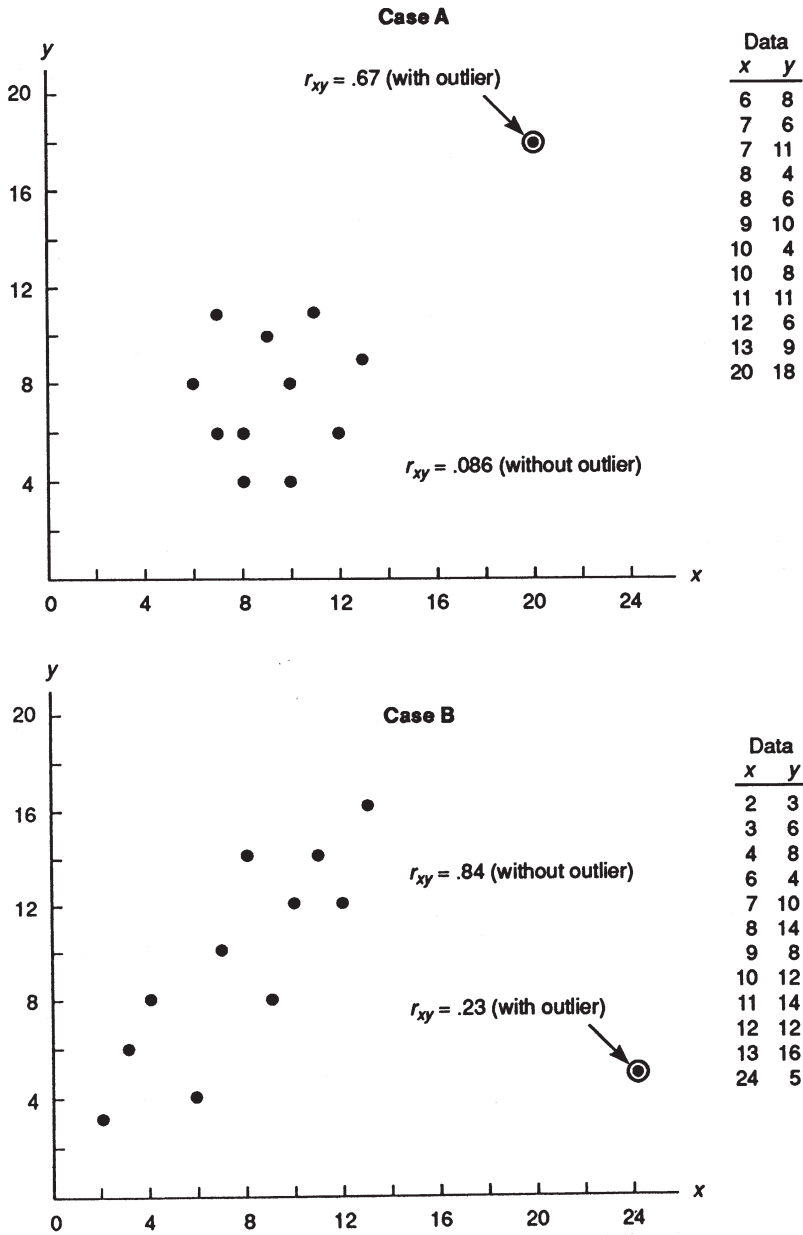 Case A
y
r_xy = .67 (with outlier)
20
16
12
8
4
r_xy = .086 (without outlier)
x
0 4 8 12 16 20 24
Data
x y
6 8
7 6
7 11
8 4
8 6
9 10
10 4
10 8
11 11
12 6
13 9
20 18
y
Case B
20
16
12
8
4
r_xy = .84 (without outlier)
r_xy = .23 (with outlier)
x
0 4 8 12 16 20 24
Data
x y
2 3
3 6
4 8
6 4
7 10
8 14
9 8
10 12
11 14
12 12
13 16
24 5